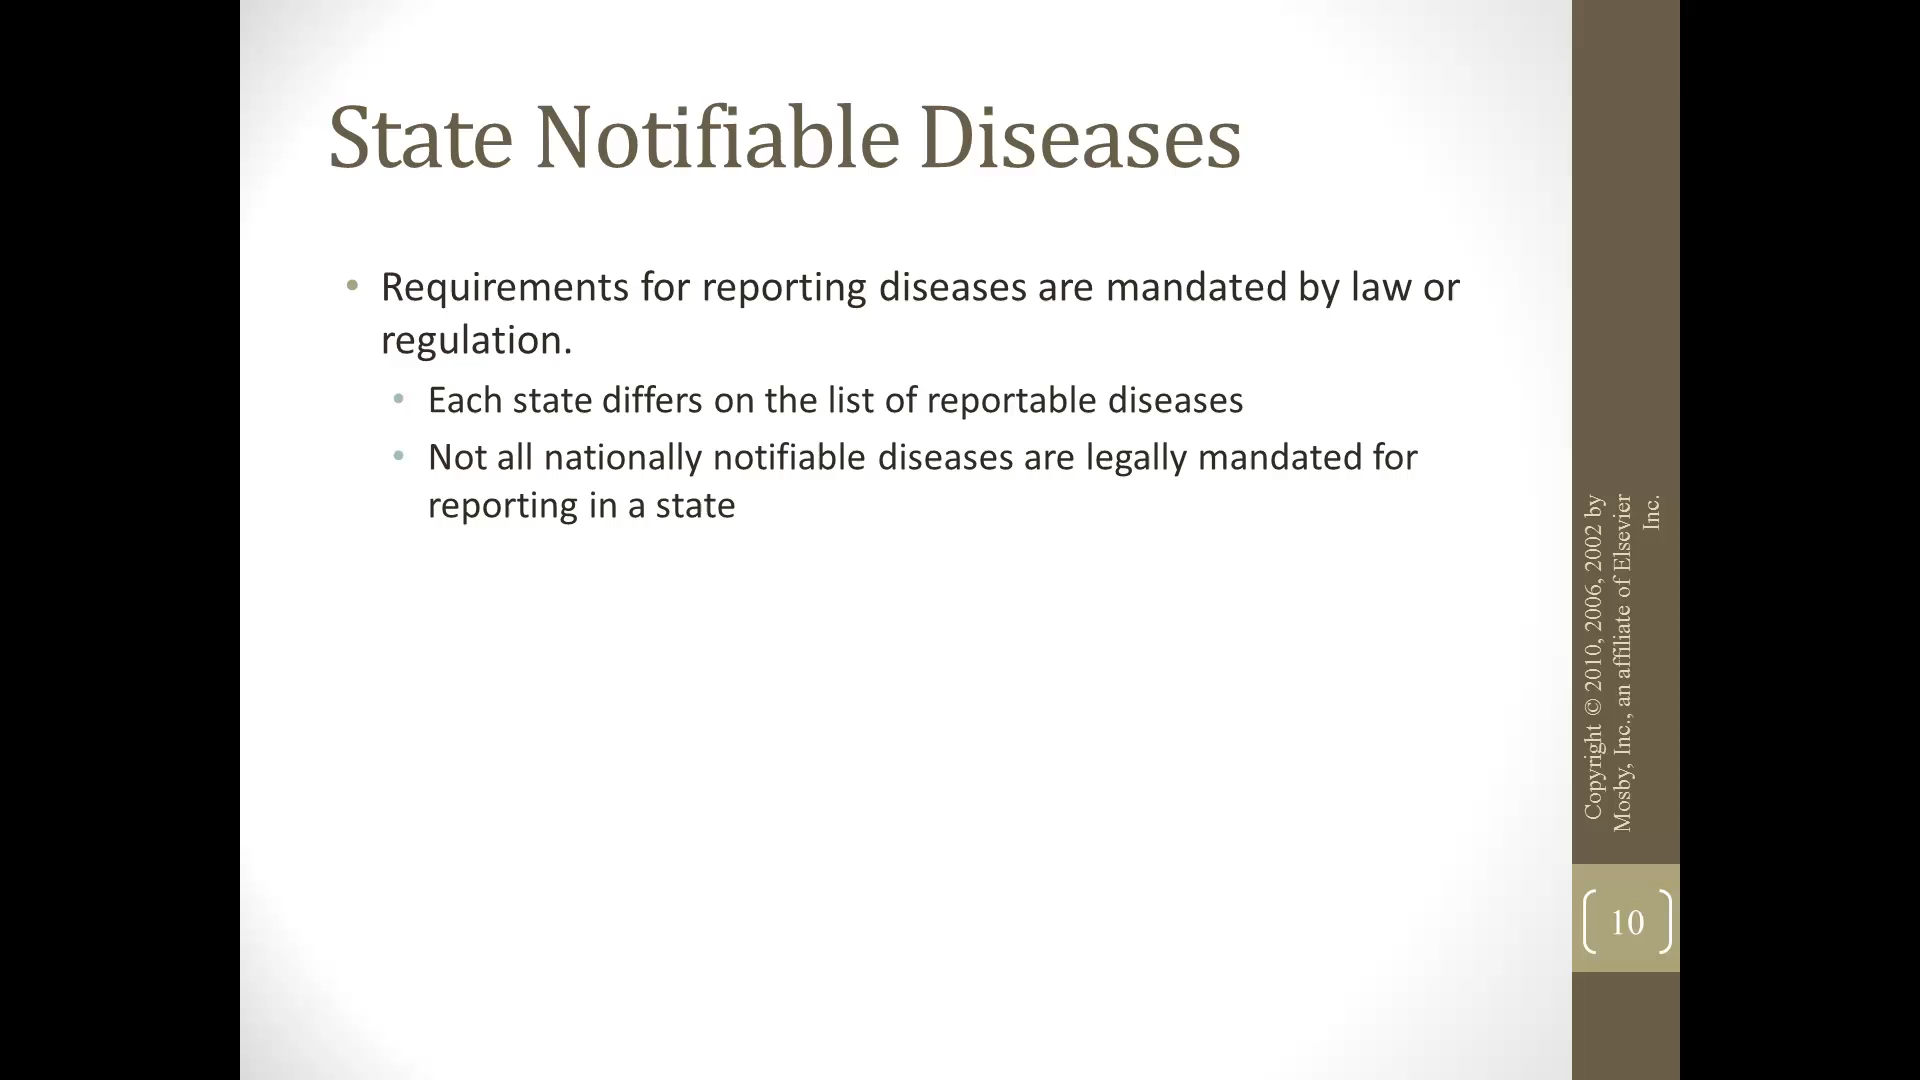 State Notifiable Diseases
• Requirements for reporting diseases are mandated by law or
regulation.
• Each state differs on the list of reportable diseases
• Not all nationally notifiable diseases are legally mandated for
reporting in a state
Copyright © 2010, 2006, 2002 by
Mosby, Inc., an affiliate of Elsevier
Inc.
10